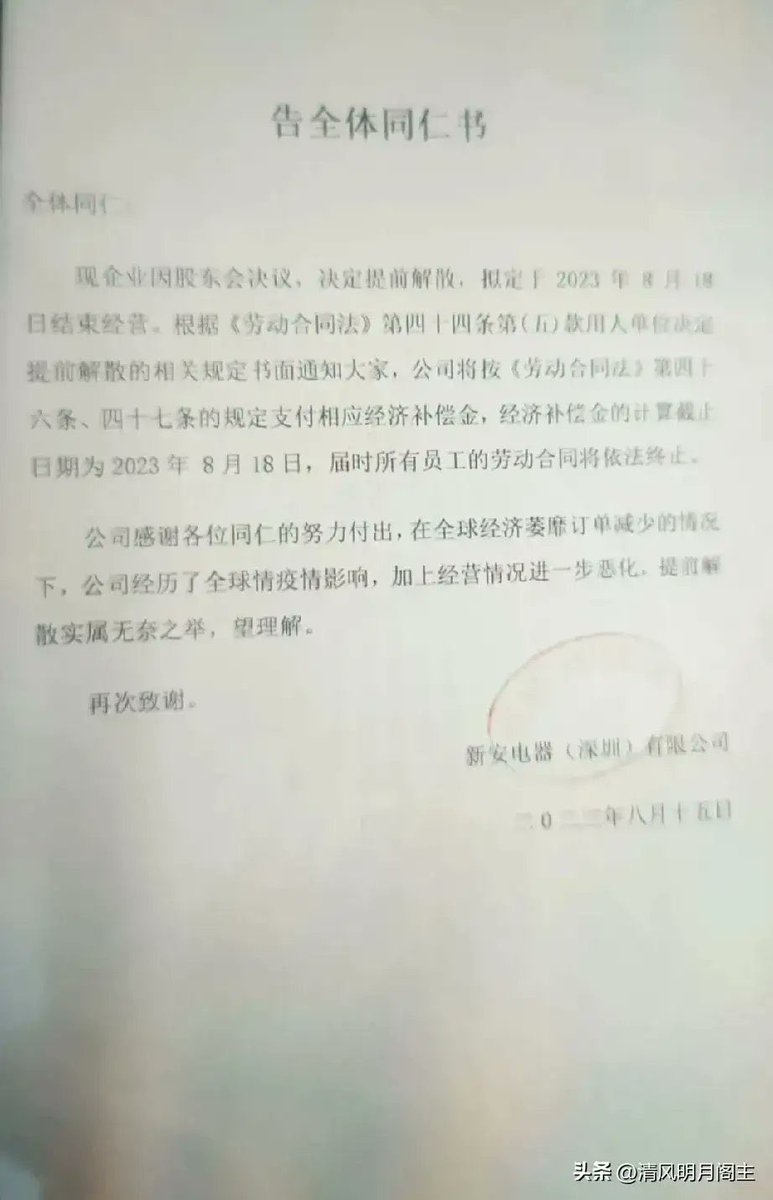 告全体同仁书
全体同仁
现企业因股东会决议、决定提前解散，拟定于 2023 年 8 月 18
日结束经营。根据《劳动合同法》第四十四条第（五）款用人单位决定
提前解散的相关规定书面通知大家，公司将按《劳动合同法》第四十
六条、四十七条的规定支付相应经济补偿金，经济补偿金的计算截止
日期为 2023 年 8 月 18 日，届时所有员工的劳动合同将依法终止。
公司感谢各位同仁的努力付出，在全球经济萎靡订单减少的情况
下，公司经历了全球情疫情影响，加上经营情况进一步恶化，提前解
散实属无奈之举，望理解。
再次致谢。
新安电器（深圳）有限公司
二0二三年八月十五日
头条 @清风明月阁主